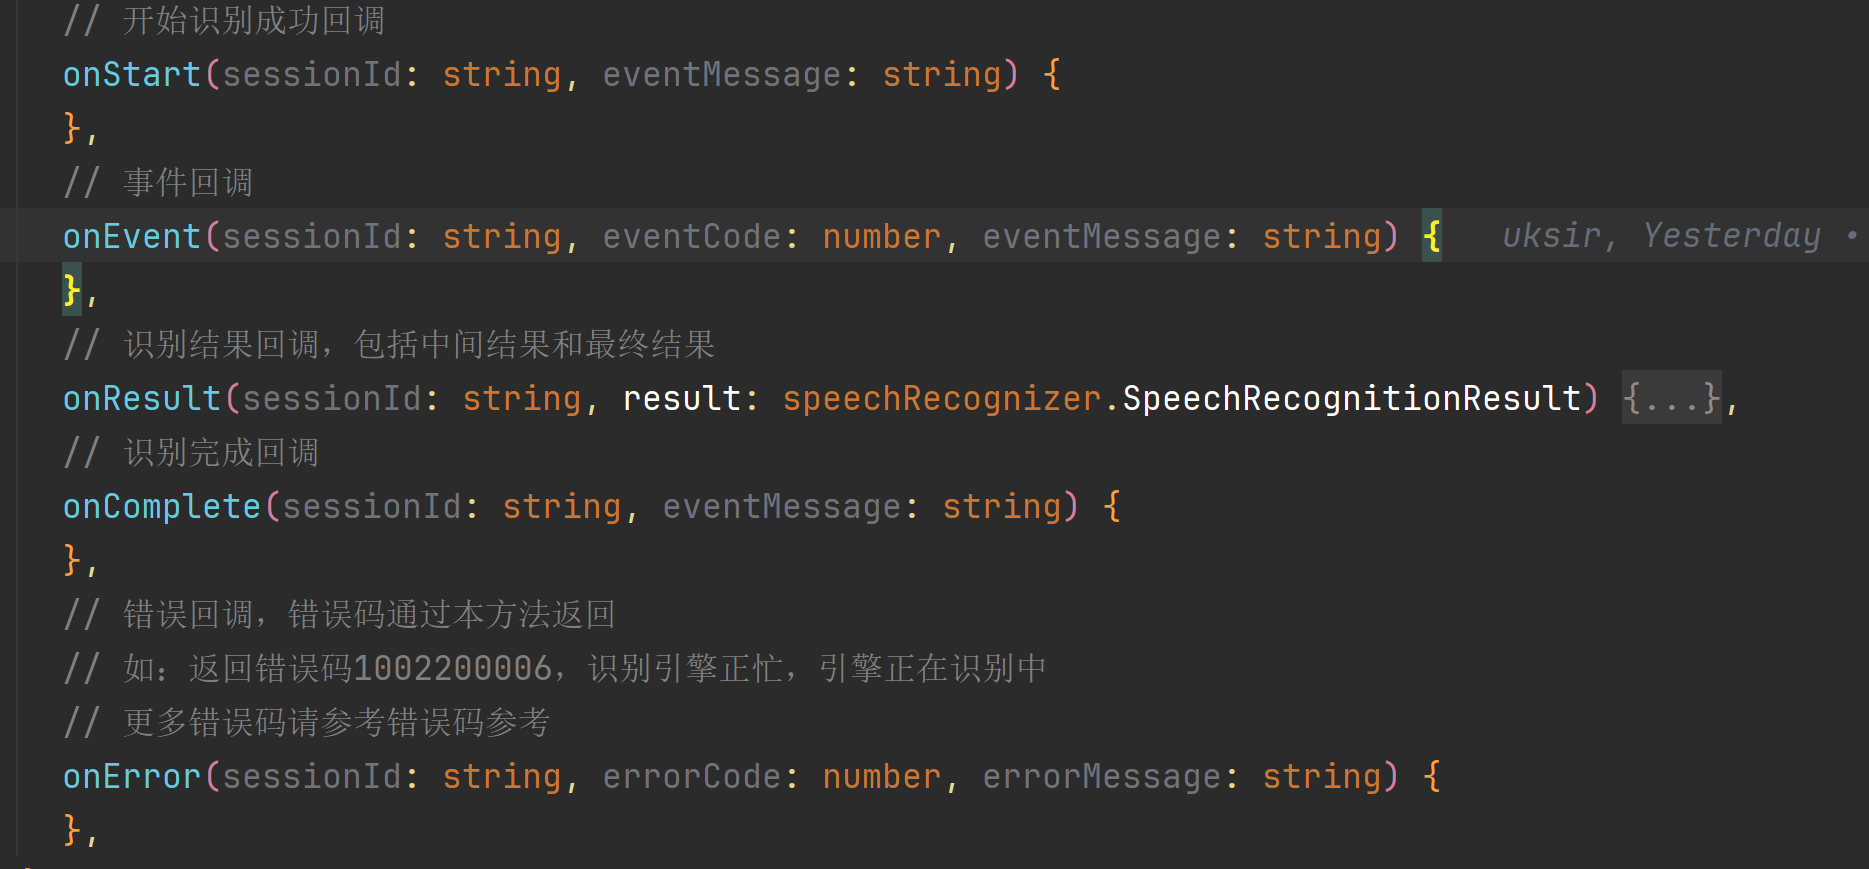 // 开始识别成功回调
onStart(sessionId: string, eventMessage: string) {
},
// 事件回调
onEvent(sessionId: string, eventCode: number, eventMessage: string) { uksir, Yesterday •
},
// 识别结果回调，包括中间结果和最终结果
onResult(sessionId: string, result: speechRecognizer.SpeechRecognitionResult) {...},
// 识别完成回调
onComplete(sessionId: string, eventMessage: string) {
},
// 错误回调，错误码通过本方法返回
// 如：返回错误码1002200006，识别引擎正忙，引擎正在识别中
// 更多错误码请参考错误码参考
onError(sessionId: string, errorCode: number, errorMessage: string) {
},